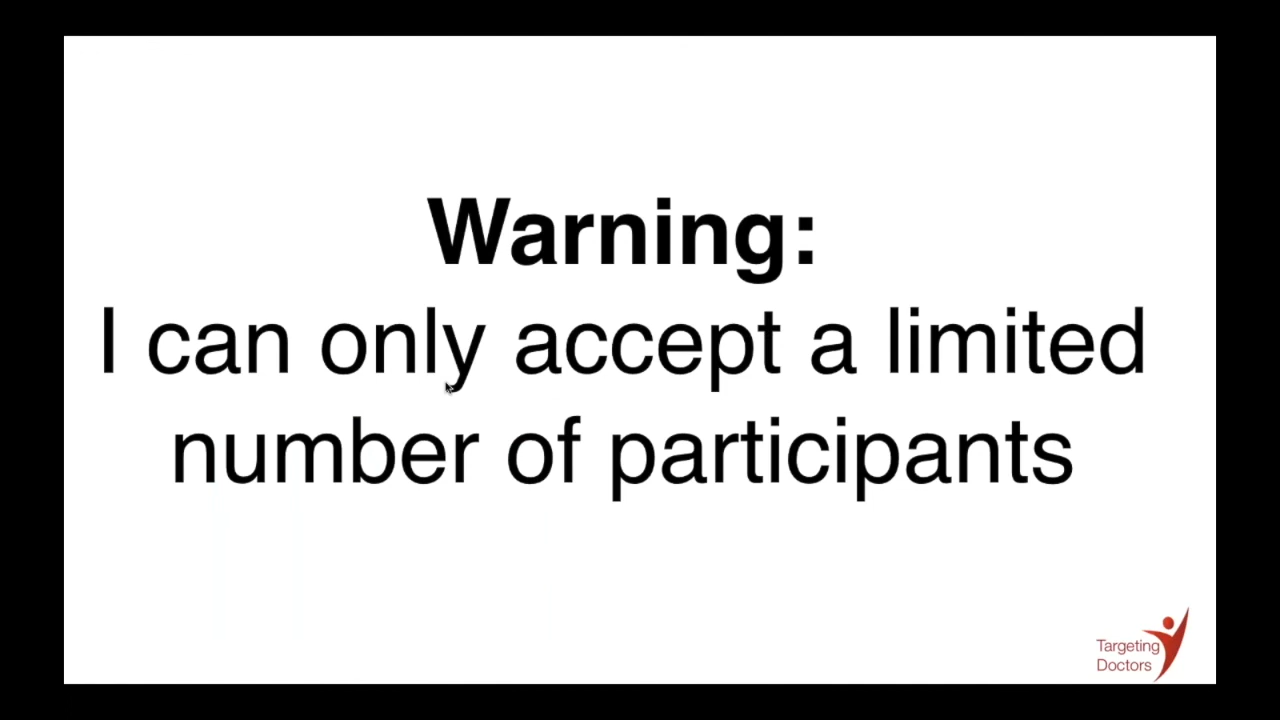 Warning:
I can only accept a limited
number of participants
Targeting
Doctors